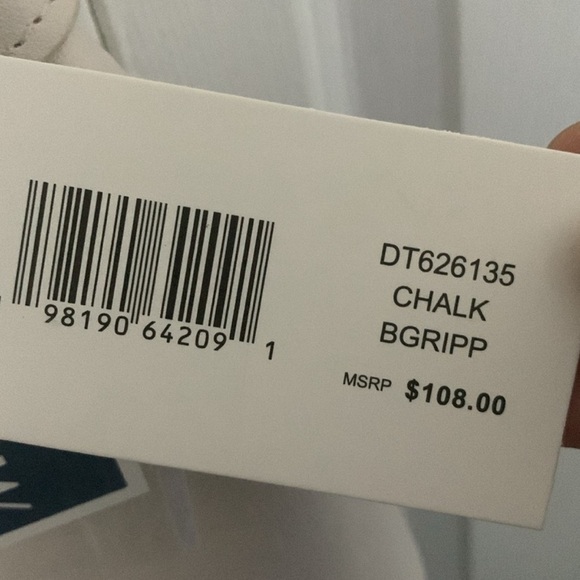 98190 64209 1
DT626135
CHALK
BGRIPP
MSRP $108.00